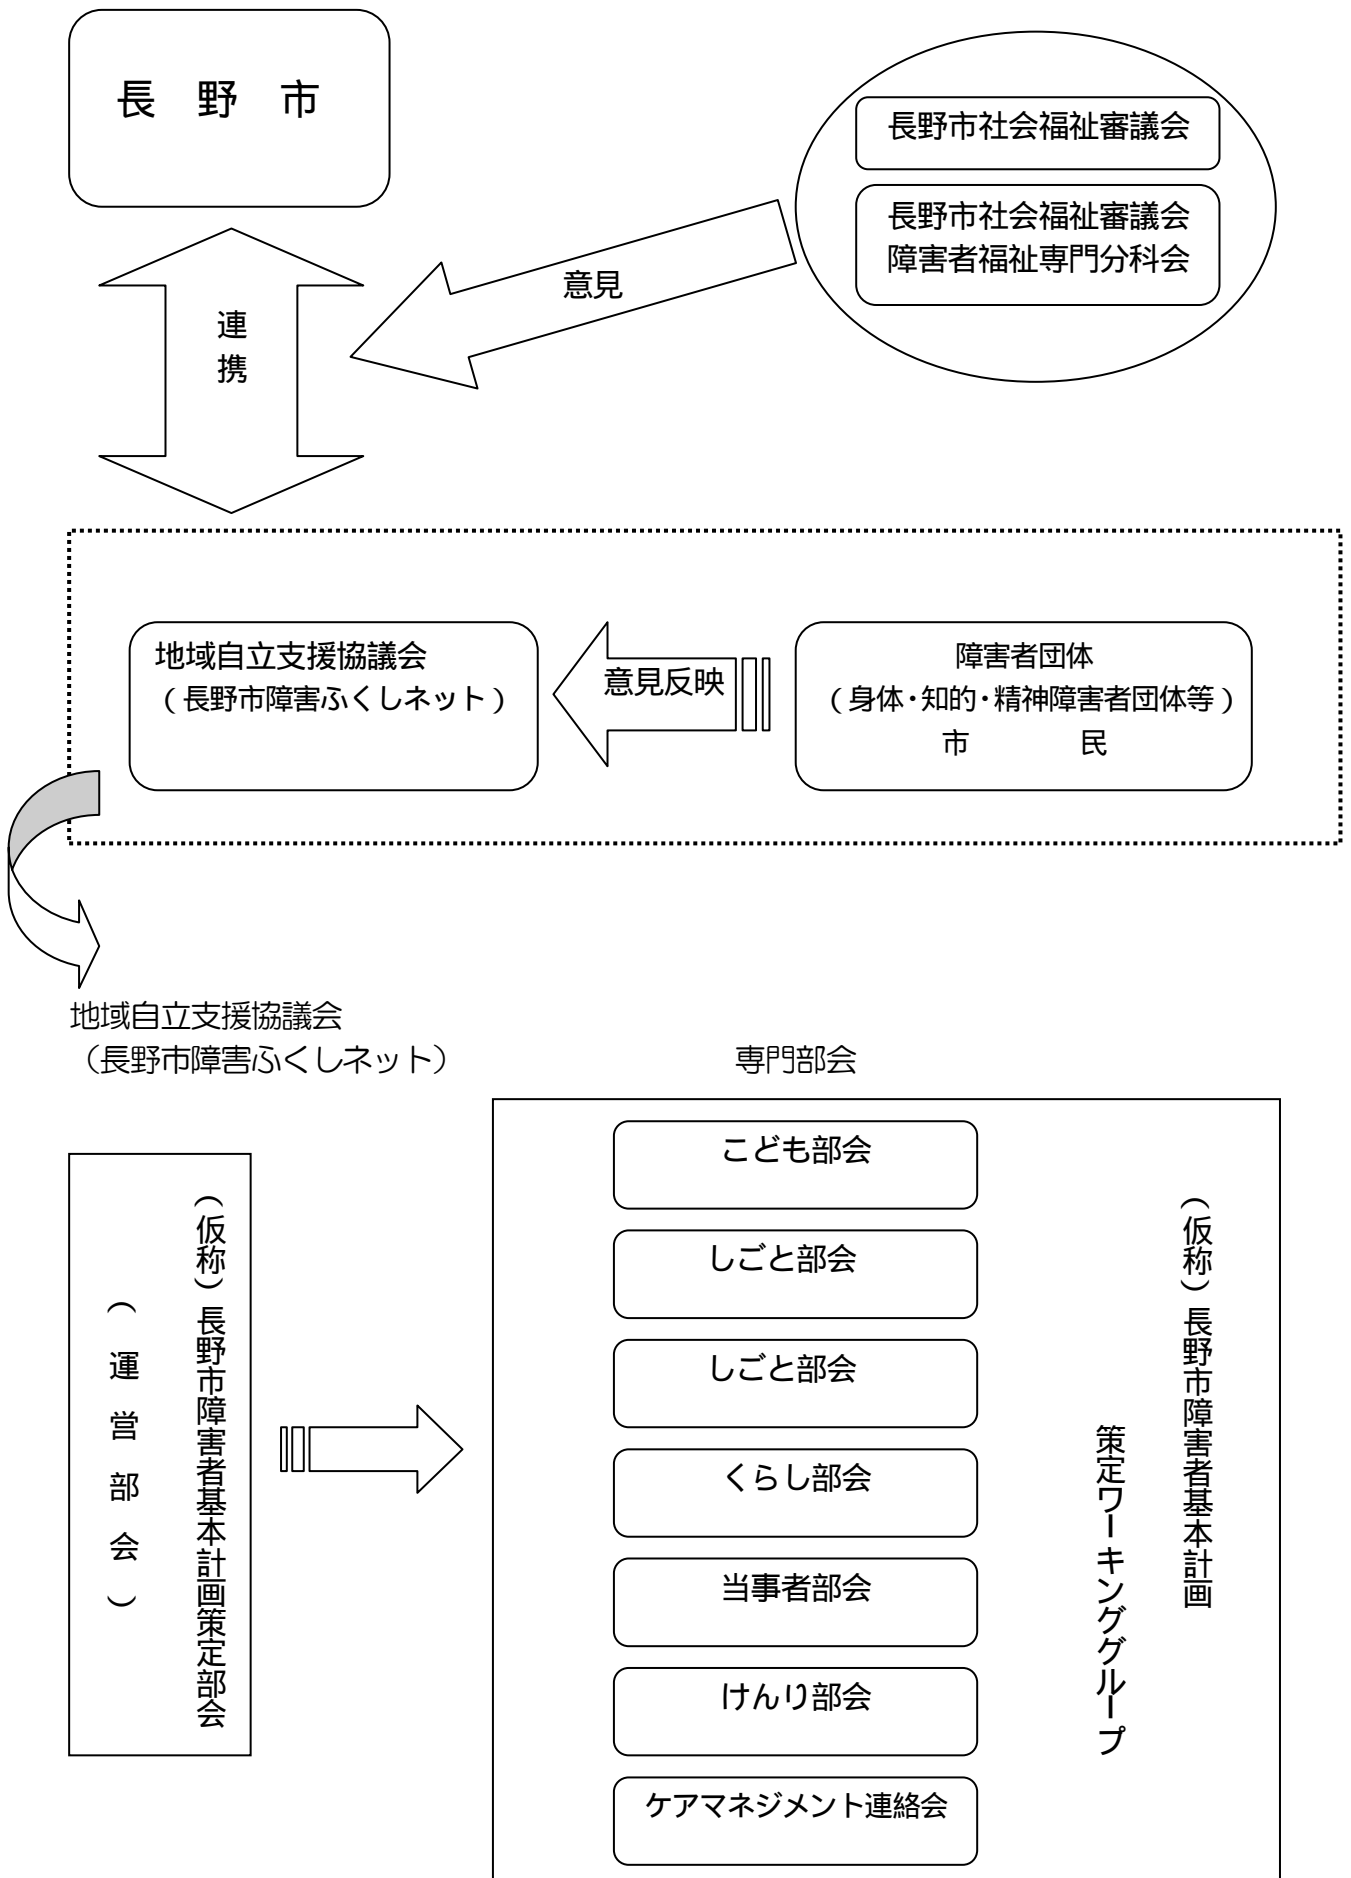 長　野　市
長野市社会福祉審議会
長野市社会福祉審議会
障害者福祉専門分科会
意見
連
携
地域自立支援協議会
（長野市障害ふくしネット）
意見反映
障害者団体
（身体・知的・精神障害者団体等）
市　　　　民
地域自立支援協議会
（長野市障害ふくしネット）
専門部会
（仮称）長野市障害者基本計画策定部会
（運営部会）
こども部会
しごと部会
しごと部会
くらし部会
当事者部会
けんり部会
ケアマネジメント連絡会
（仮称）長野市障害者基本計画
策定ワーキンググループ